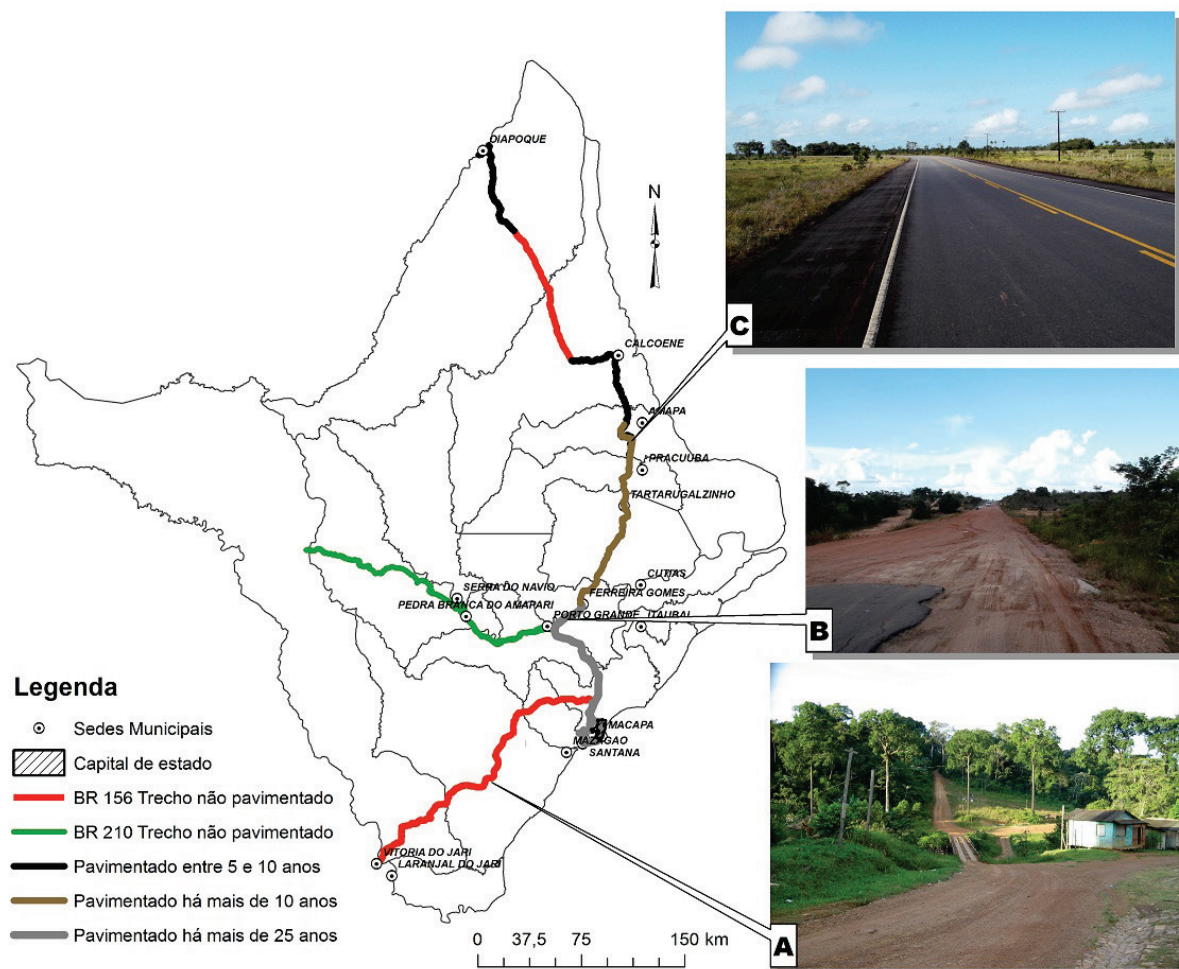 OIAPOQUE
N
CALCOENE
C
AMAPA
PRACUUBA
TARTARUGALZINHO
CUTIAS
SERRA DO NAVIO
FERREIRA GOMES
PEDRA BRANCA DO AMAPARI
PORTO GRANDE
ITAUBAL
B
MACAPA
MAZAGAO
SANTANA
VITORIA DO JARI
LARANJAL DO JARI
A
Legenda
Sedes Municipais
Capital de estado
BR 156 Trecho não pavimentado
BR 210 Trecho não pavimentado
Pavimentado entre 5 e 10 anos
Pavimentado há mais de 10 anos
Pavimentado há mais de 25 anos
0 37,5 75 150 km